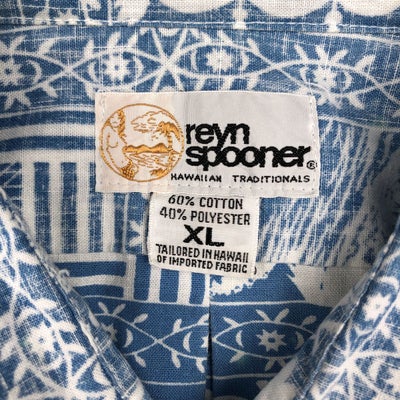 reyn
spooner®
HAWAIIAN TRADITIONALS
60% COTTON
40% POLYESTER
XL
TAILORED IN HAWAII
OF IMPORTED FABRIC